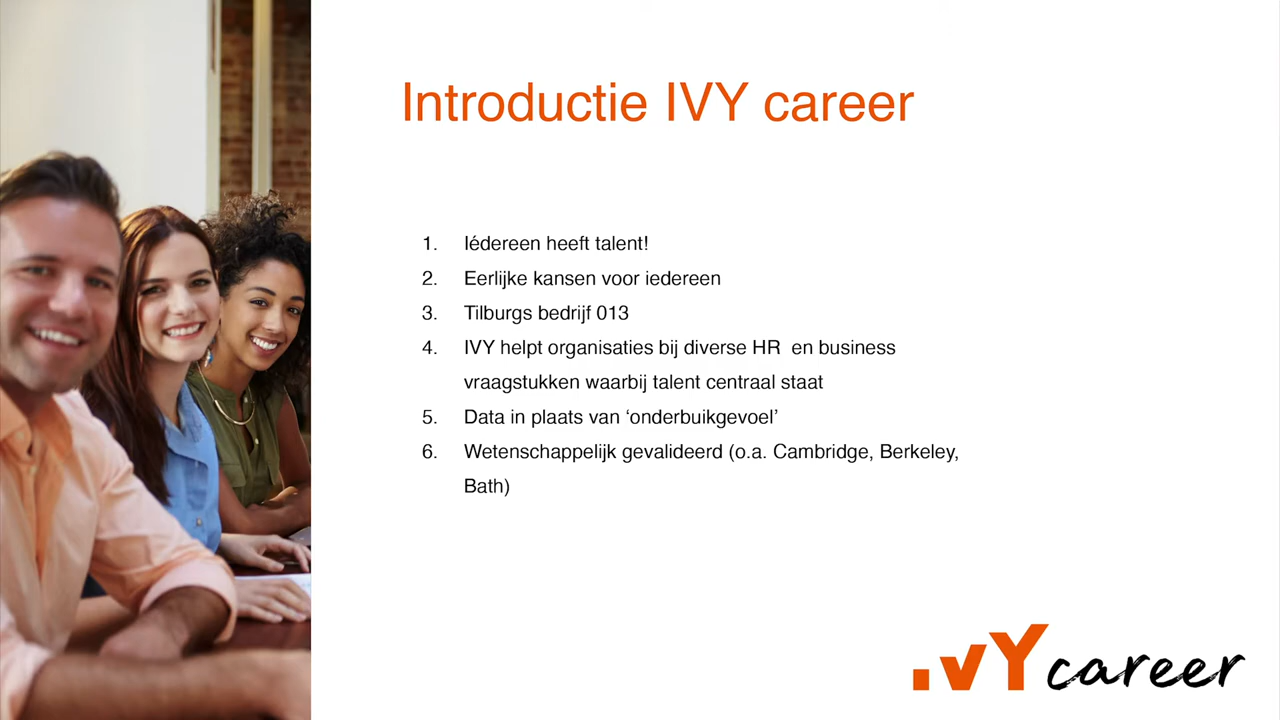 Introductie IVY career
1. Iédereen heeft talent!
2. Eerlijke kansen voor iedereen
3. Tilburgs bedrijf 013
4. IVY helpt organisaties bij diverse HR  en business
vraagstukken waarbij talent centraal staat
5. Data in plaats van ‘onderbuikgevoel’
6. Wetenschappelijk gevalideerd (o.a. Cambridge, Berkeley,
Bath)
ivY career